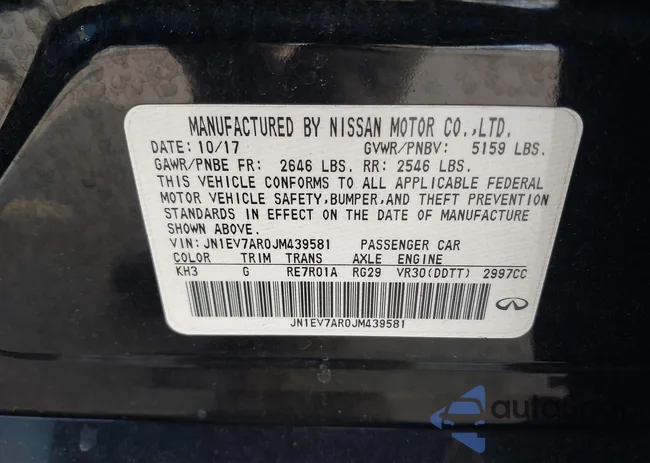 MANUFACTURED BY NISSAN MOTOR CO.,LTD.
DATE: 10/17 GVWR/PNBV: 5159 LBS.
GAWR/PNBE FR: 2646 LBS. RR: 2546 LBS.
THIS VEHICLE CONFORMS TO ALL APPLICABLE FEDERAL
MOTOR VEHICLE SAFETY,BUMPER,AND THEFT PREVENTION
STANDARDS IN EFFECT ON THE DATE OF MANUFACTURE
SHOWN ABOVE.
VIN: JN1EV7AR0JM439581 PASSENGER CAR
COLOR TRIM TRANS AXLE ENGINE
KH3 G RE7R01A RG29 VR30(DDTT) 2997CC
JN1EV7AR0JM439581